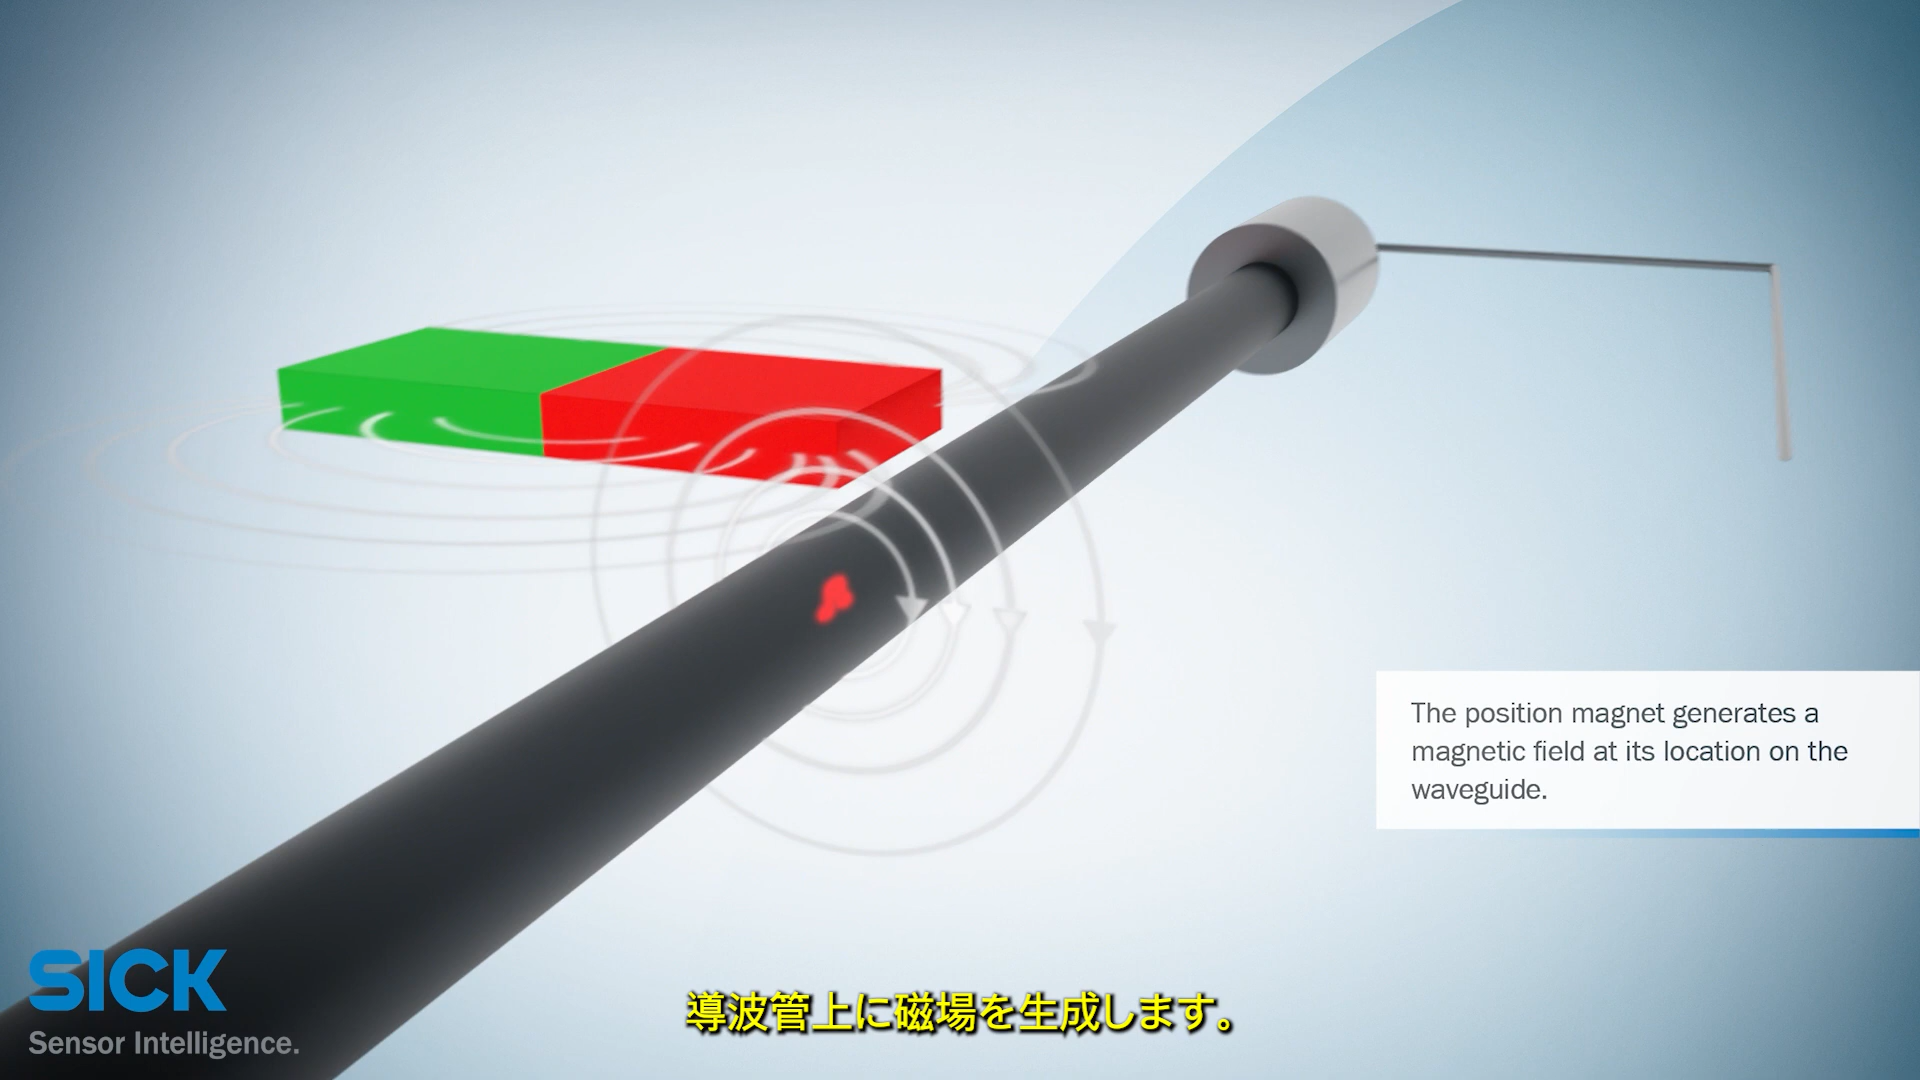 The position magnet generates a
magnetic field at its location on the
waveguide.
SICK
Sensor Intelligence.
導波管上に磁場を生成します。